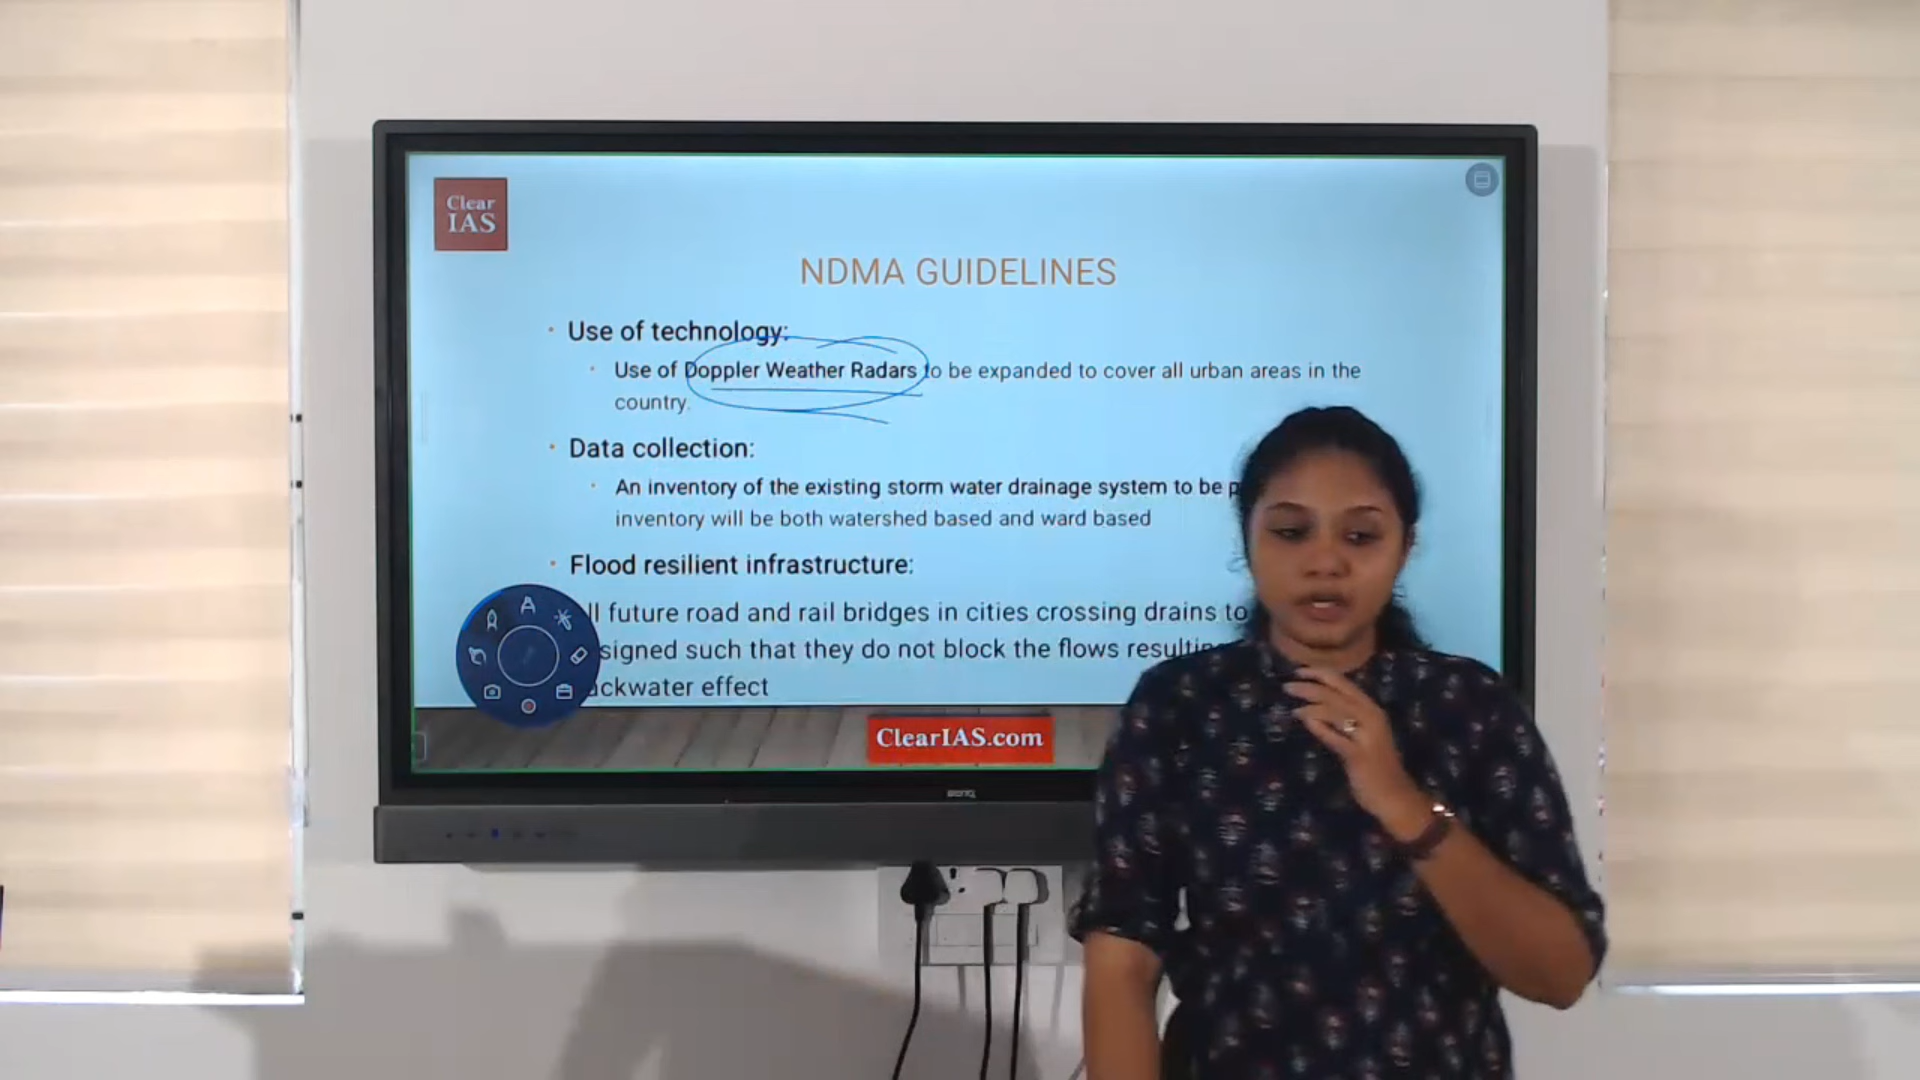 Clear
IAS
NDMA GUIDELINES
Use of technology:
Use of Doppler Weather Radars to be expanded to cover all urban areas in the
country.
Data collection:
An inventory of the existing storm water drainage system to be
inventory will be both watershed based and ward based
Flood resilient infrastructure:
future road and rail bridges in cities crossing drains to
such that they do not block the flows
effect
ClearIAS.com
BenQ